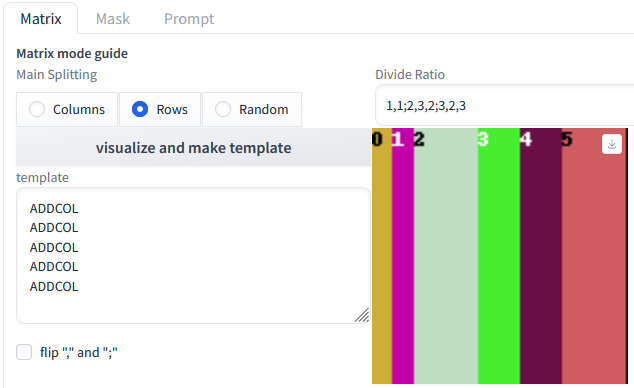 Matrix Mask Prompt
Matrix mode guide
Main Splitting
Divide Ratio
Columns Rows Random
1,1;2,3,2;3,2,3
visualize and make template
0 1 2 3 4 5
template
ADDCOL
ADDCOL
ADDCOL
ADDCOL
ADDCOL
flip "," and ";"